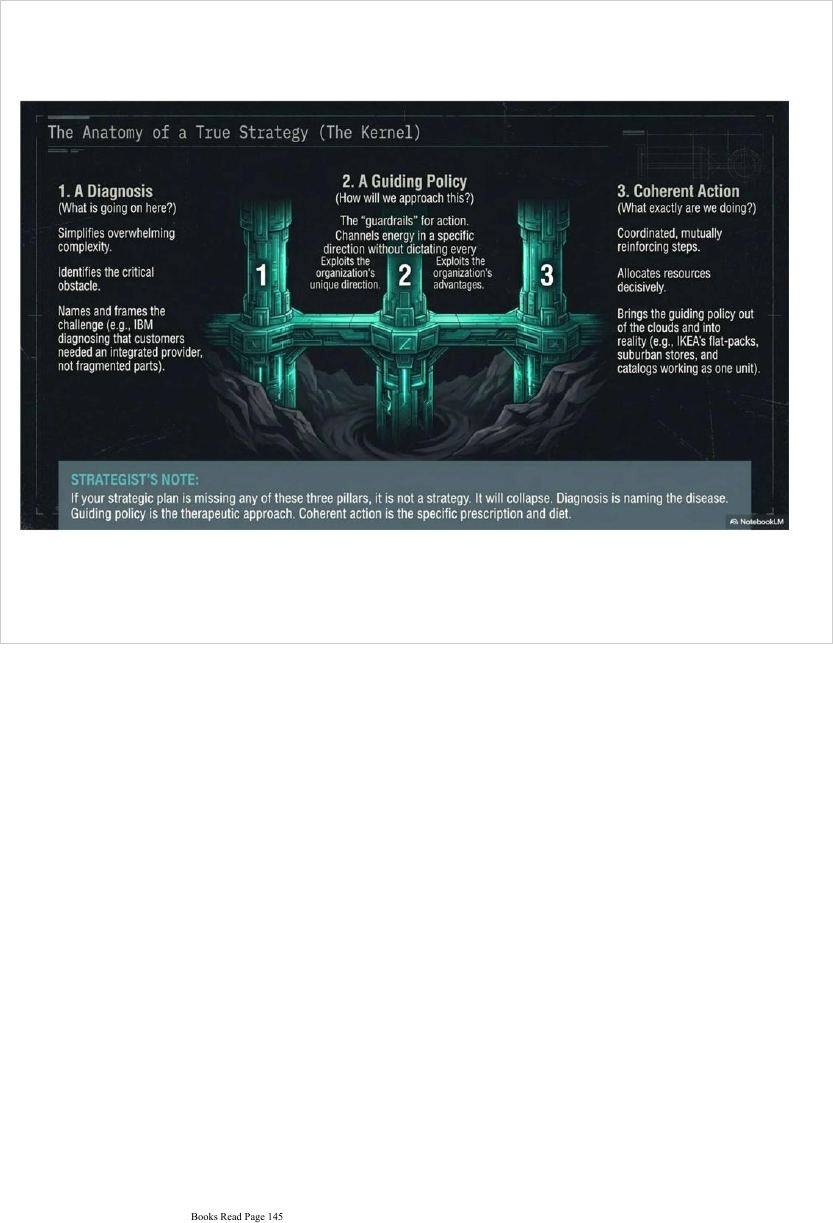 The Anatomy of a True Strategy (The Kernel)
1. A Diagnosis
(What is going on here?)
Simplifies overwhelming
complexity.
Identifies the critical
obstacle.
Names and frames the
challenge (e.g., IBM
diagnosing that customers
needed an integrated provider,
not fragmented parts).
2. A Guiding Policy
(How will we approach this?)
The “guardrails” for action.
Channels energy in a specific
direction without dictating every
Exploits the
organization's
unique direction.
Exploits the
organization's
advantages.
1
2
3
3. Coherent Action
(What exactly are we doing?)
Coordinated, mutually
reinforcing steps.
Allocates resources
decisively.
Brings the guiding policy out
of the clouds and into
reality (e.g., IKEA's flat-packs,
suburban stores, and
catalogs working as one unit).
STRATEGIST'S NOTE:
If your strategic plan is missing any of these three pillars, it is not a strategy. It will collapse. Diagnosis is naming the disease.
Guiding policy is the therapeutic approach. Coherent action is the specific prescription and diet.
NotebookLM
Books Read Page 145